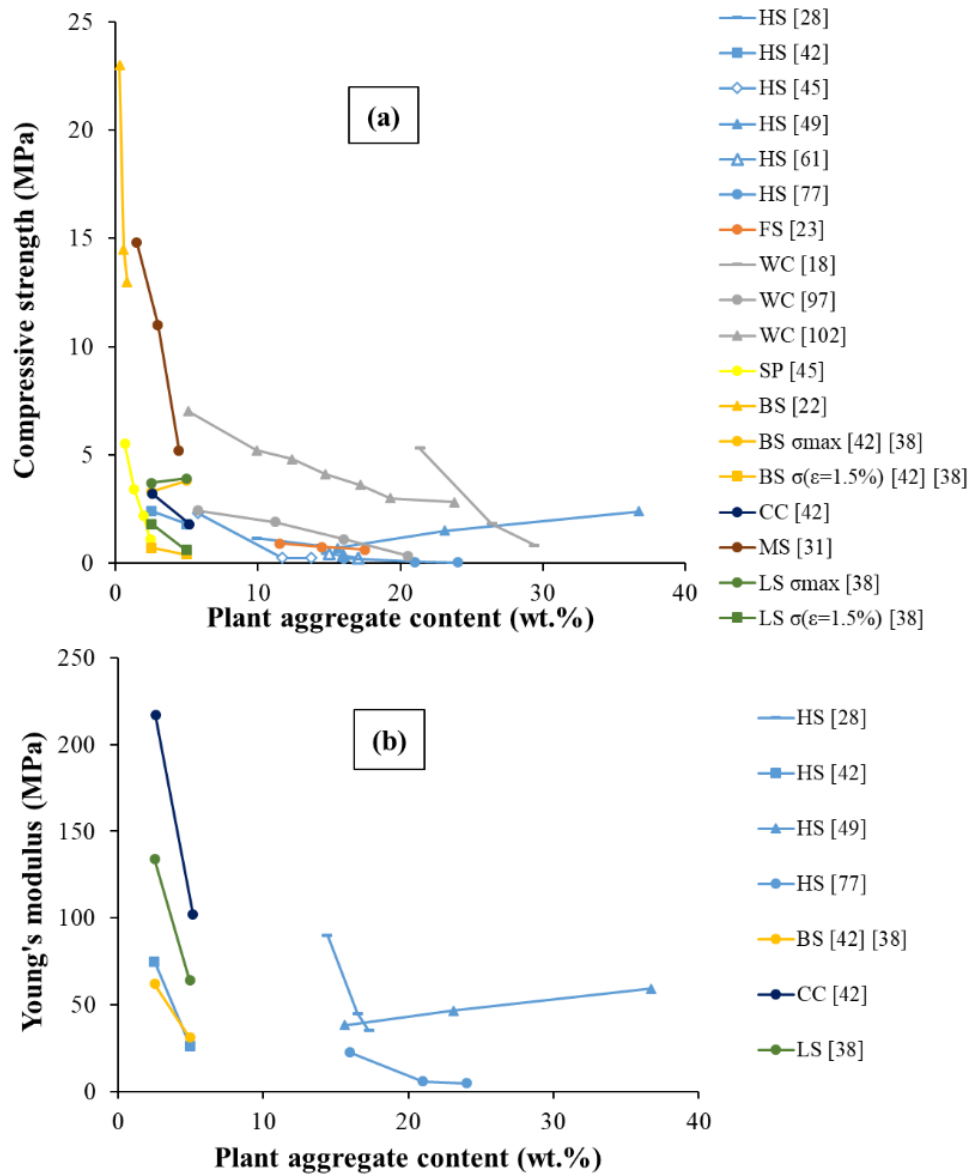 HS [28]
HS [42]
HS [45]
HS [49]
HS [61]
HS [77]
FS [23]
WC [18]
WC [97]
WC [102]
SP [45]
BS [22]
BS σmax [42] [38]
BS σ(ε=1.5%) [42] [38]
CC [42]
MS [31]
LS σmax [38]
LS σ(ε=1.5%) [38]
(a)
Compressive strength (MPa)
25
20
15
10
5
0
0 10 20 30 40
Plant aggregate content (wt.%)
(b)
Young's modulus (MPa)
250
200
150
100
50
0
0 10 20 30 40
Plant aggregate content (wt.%)
HS [28]
HS [42]
HS [49]
HS [77]
BS [42] [38]
CC [42]
LS [38]